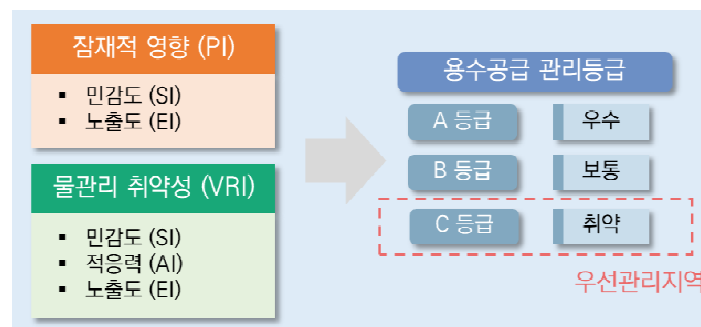 잠재적 영향 (PI)
▪ 민감도 (SI)
▪ 노출도 (EI)
물관리 취약성 (VRI)
▪ 민감도 (SI)
▪ 적응력 (AI)
▪ 노출도 (EI)
용수공급 관리등급
A 등급 우수
B 등급 보통
C 등급 취약
우선관리지역